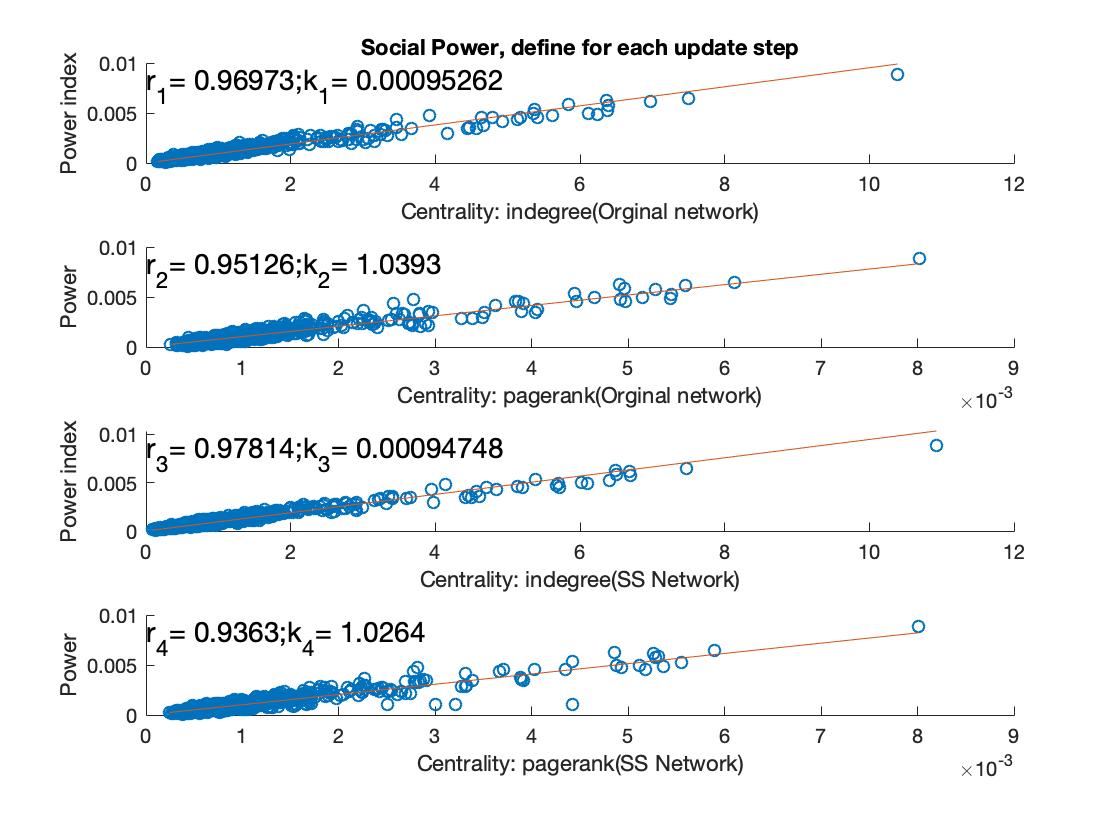 Social Power, define for each update step
Power index
0.01
0.005
0
r1= 0.96973;k1= 0.00095262
0 2 4 6 8 10 12
Centrality: indegree(Orginal network)
Power
0.01
0.005
0
r2= 0.95126;k2= 1.0393
0 1 2 3 4 5 6 7 8 9
×10-3
Centrality: pagerank(Orginal network)
Power index
0.01
0.005
0
r3= 0.97814;k3= 0.00094748
0 2 4 6 8 10 12
Centrality: indegree(SS Network)
Power
0.01
0.005
0
r4= 0.9363;k4= 1.0264
0 1 2 3 4 5 6 7 8 9
×10-3
Centrality: pagerank(SS Network)